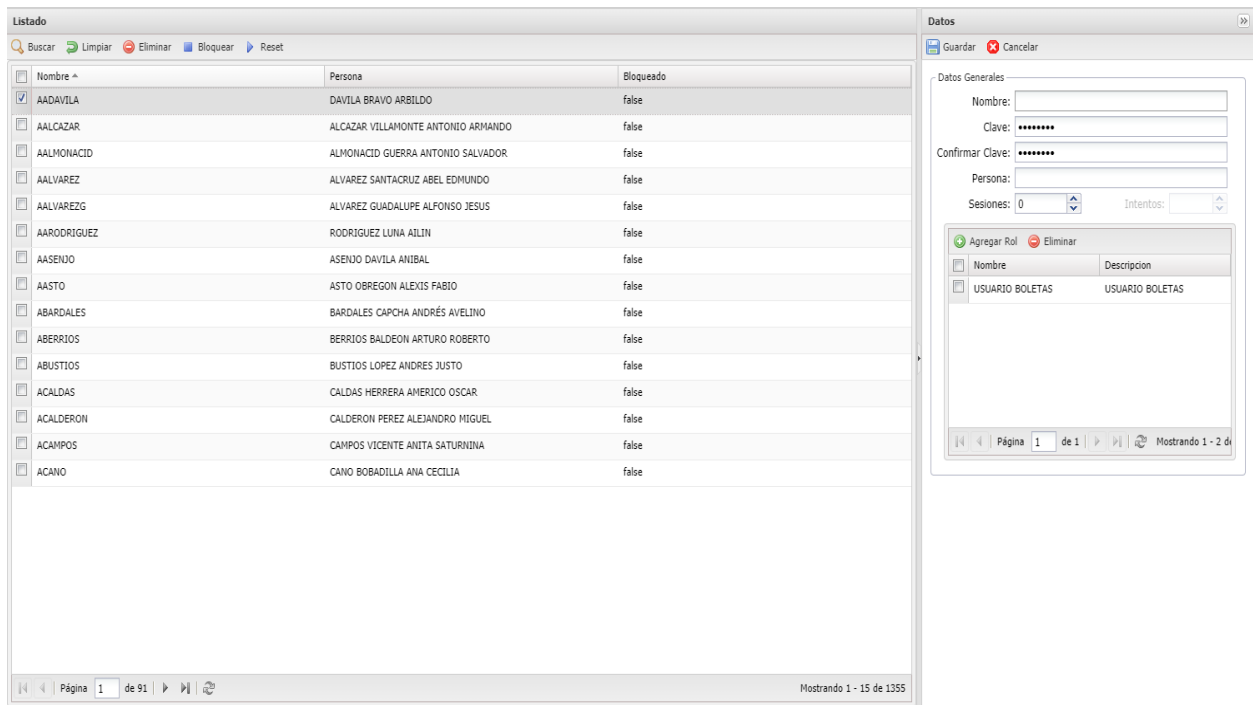 Listado
Buscar Limpiar Eliminar Bloquear Reset
Nombre Persona Bloqueado
AADAVILA DAVILA BRAVO ARBILDO false
AALCAZAR ALCAZAR VILLAMONTE ANTONIO ARMANDO false
AALMONACID ALMONACID GUERRA ANTONIO SALVADOR false
AALVAREZ ALVAREZ SANTACRUZ ABEL EDMUNDO false
AALVAREZG ALVAREZ GUADALUPE ALFONSO JESUS false
AARODRIGUEZ RODRIGUEZ LUNA AILIN false
AASENJO ASENJO DAVILA ANIBAL false
AASTO ASTO OBREGON ALEXIS FABIO false
ABARDALES BARDALES CAPCHA ANDRÉS AVELINO false
ABERRIOS BERRIOS BALDEON ARTURO ROBERTO false
ABUSTIOS BUSTIOS LOPEZ ANDRES JUSTO false
ACALDAS CALDAS HERRERA AMERICO OSCAR false
ACALDERON CALDERON PEREZ ALEJANDRO MIGUEL false
ACAMPOS CAMPOS VICENTE ANITA SATURNINA false
ACANO CANO BOBADILLA ANA CECILIA false
Página 1 de 91 Mostrando 1 - 15 de 1355
Datos
Guardar Cancelar
Datos Generales
Nombre:
Clave: ••••••••
Confirmar Clave: ••••••••
Persona:
Sesiones: 0 Intentos:
Agregar Rol Eliminar
Nombre Descripcion
USUARIO BOLETAS USUARIO BOLETAS
Página 1 de 1 Mostrando 1 - 2